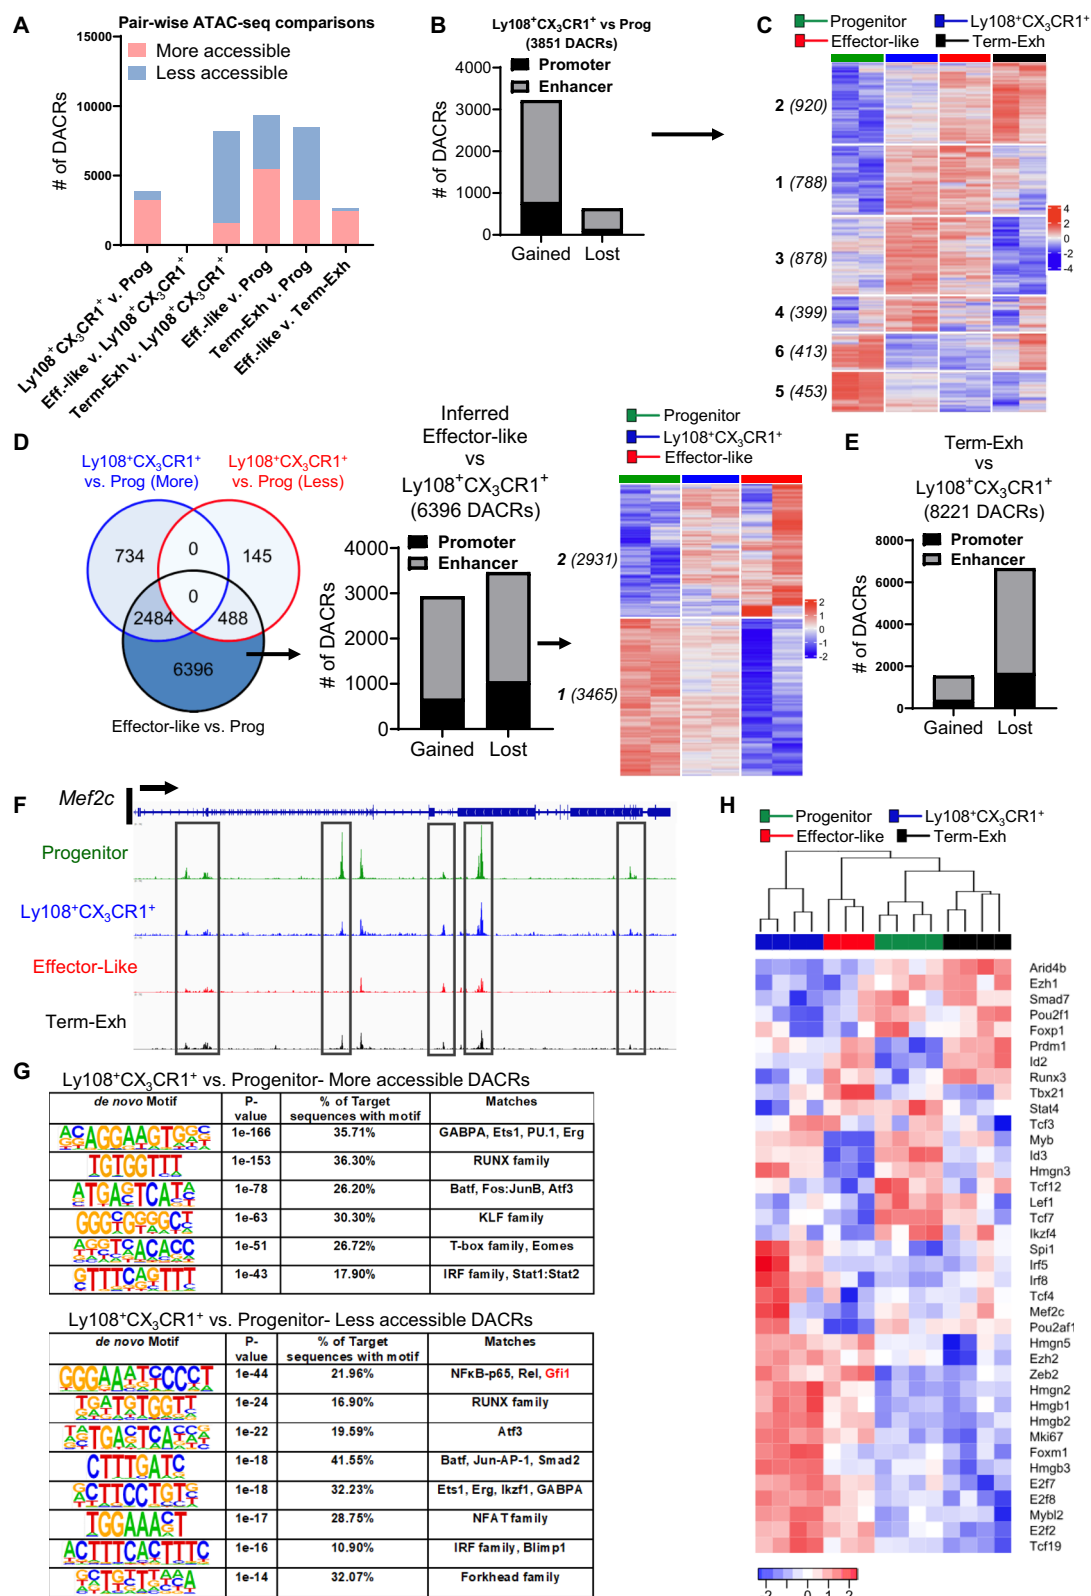 A
Pair-wise ATAC-seq comparisons
More accessible
Less accessible
# of DACRs
15000
10000
5000
0
Ly108+CX3CR1+ v. Prog
Eff.-like v. Ly108+CX3CR1+
Term-Exh v. Ly108+CX3CR1+
Eff.-like v. Prog
Term-Exh v. Prog
Eff.-like v. Term-Exh
B
Ly108+CX3CR1+ vs Prog
(3851 DACRs)
Promoter
Enhancer
# of DACRs
4000
3000
2000
1000
0
Gained Lost
C
Progenitor Ly108+CX3CR1+
Effector-like Term-Exh
2 (920)
1 (788)
3 (878)
4 (399)
6 (413)
5 (453)
4
2
0
-2
-4
D
Ly108+CX3CR1+
vs. Prog (More)
Ly108+CX3CR1+
vs. Prog (Less)
734
0
145
0
2484
488
6396
Effector-like vs. Prog
Inferred
Effector-like
vs
Ly108+CX3CR1+
(6396 DACRs)
Promoter
Enhancer
# of DACRs
4000
3000
2000
1000
0
Gained Lost
Progenitor
Ly108+CX3CR1+
Effector-like
2 (2931)
1 (3465)
2
1
0
-1
-2
E
Term-Exh
vs
Ly108+CX3CR1+
(8221 DACRs)
Promoter
Enhancer
# of DACRs
8000
6000
4000
2000
0
Gained Lost
F
Mef2c
Progenitor
Ly108+CX3CR1+
Effector-Like
Term-Exh
G
Ly108+CX3CR1+ vs. Progenitor- More accessible DACRs
de novo Motif P-value % of Target sequences with motif Matches
1e-166 35.71% GABPA, Ets1, PU.1, Erg
TGTGGTTT 1e-153 36.30% RUNX family
1e-78 26.20% Batf, Fos:JunB, Atf3
1e-63 30.30% KLF family
1e-51 26.72% T-box family, Eomes
1e-43 17.90% IRF family, Stat1:Stat2
Ly108+CX3CR1+ vs. Progenitor- Less accessible DACRs
de novo Motif P-value % of Target sequences with motif Matches
1e-44 21.96% NFκB-p65, Rel, Gfi1
1e-24 16.90% RUNX family
1e-22 19.59% Atf3
CTTTGATC 1e-18 41.55% Batf, Jun-AP-1, Smad2
1e-18 32.23% Ets1, Erg, Ikzf1, GABPA
1e-17 28.75% NFAT family
ACTTTCACTTTC 1e-16 10.90% IRF family, Blimp1
1e-14 32.07% Forkhead family
H
Progenitor Ly108+CX3CR1+
Effector-like Term-Exh
Arid4b
Ezh1
Smad7
Pou2f1
Foxp1
Prdm1
Id2
Runx3
Tbx21
Stat4
Tcf3
Myb
Id3
Hmgn3
Tcf12
Lef1
Tcf7
Ikzf4
Spi1
Irf5
Irf8
Tcf4
Mef2c
Pou2af1
Hmgn5
Ezh2
Zeb2
Hmgn2
Hmgb1
Hmgb2
Mki67
Foxm1
Hmgb3
E2f7
E2f8
Mybl2
E2f2
Tcf19
-2 -1 0 1 2